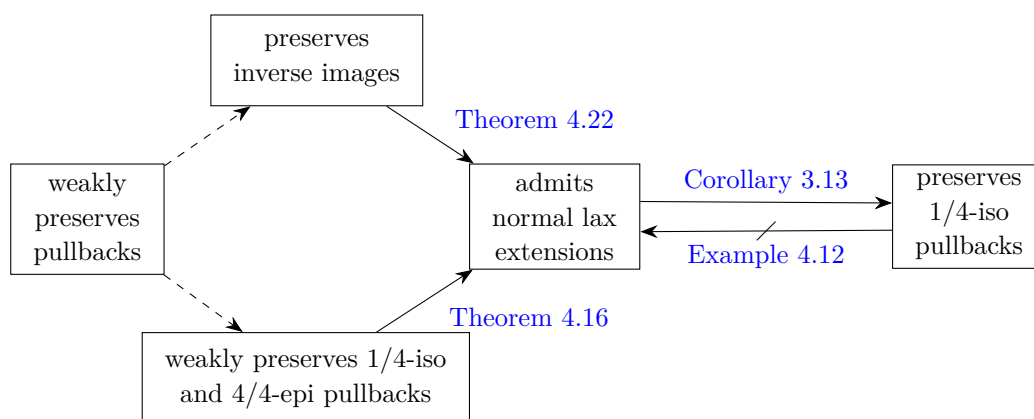 preserves
inverse images
Theorem 4.22
weakly
preserves
pullbacks
admits
normal lax
extensions
Corollary 3.13
Example 4.12
preserves
1/4-iso
pullbacks
Theorem 4.16
weakly preserves 1/4-iso
and 4/4-epi pullbacks